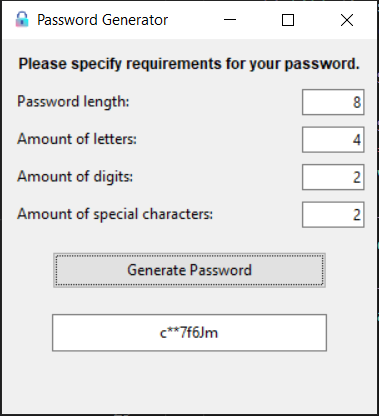 Password Generator
Please specify requirements for your password.
Password length: 8
Amount of letters: 4
Amount of digits: 2
Amount of special characters: 2
Generate Password
c**7f6Jm